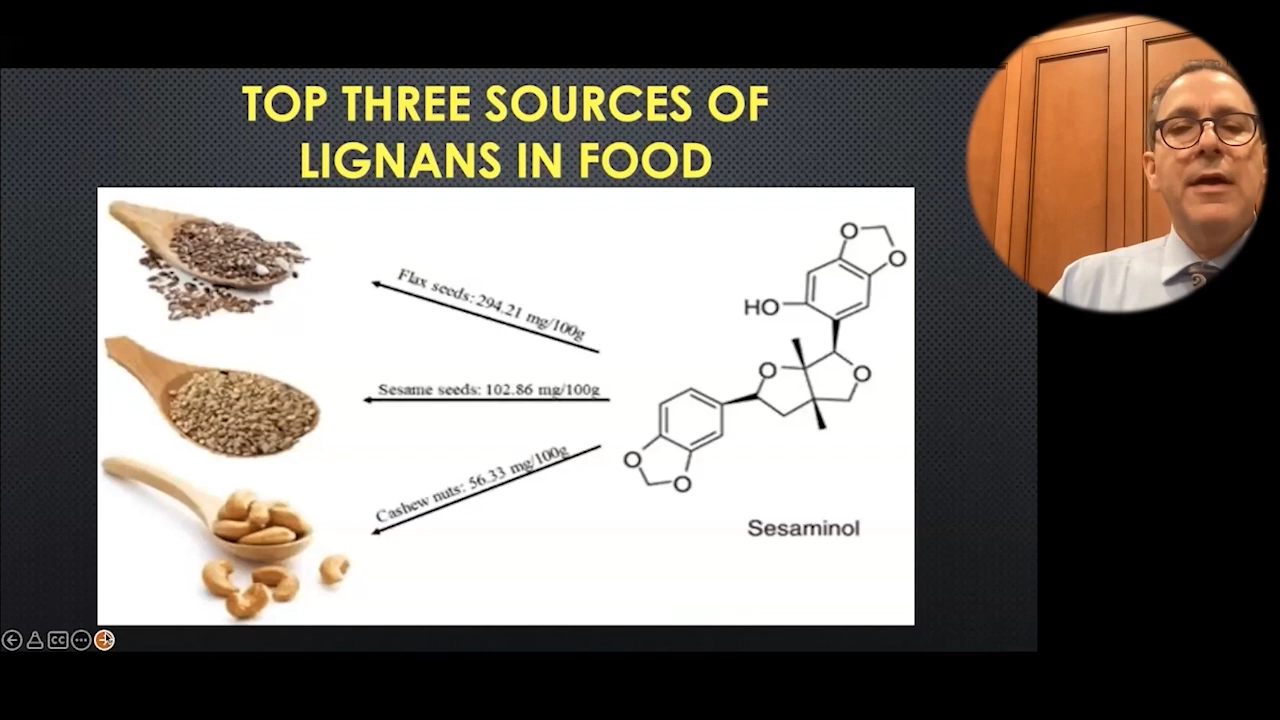 TOP THREE SOURCES OF
LIGNANS IN FOOD
Flax seeds: 294.21 mg/100g
Sesame seeds: 102.86 mg/100g
Cashew nuts: 56.33 mg/100g
O
O
HO
O
O
O
O
Sesaminol
CC